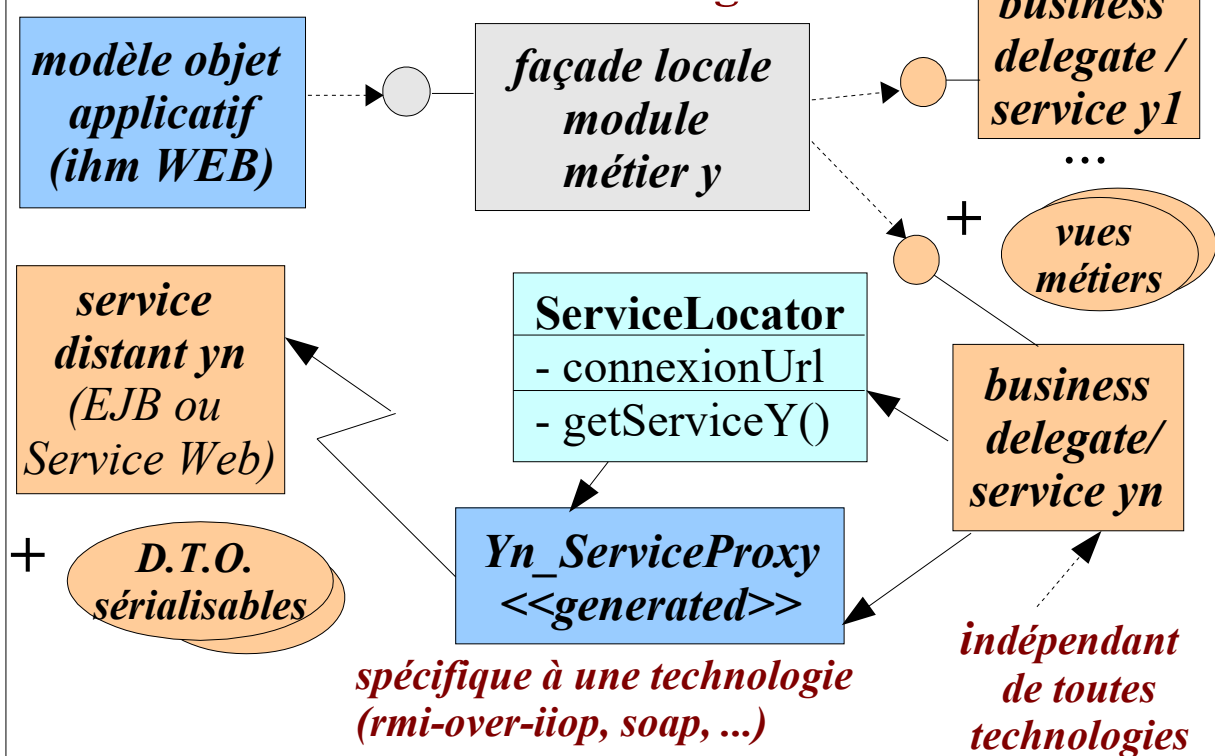 modèle objet
applicatif
(ihm WEB)
façade locale
module
métier y
business
delegate /
service y1
...
+
vues
métiers
service
distant yn
(EJB ou
Service Web)
+
D.T.O.
sérialisables
ServiceLocator
- connexionUrl
- getServiceY()
business
delegate/
service yn
Yn_ServiceProxy
<<generated>>
spécifique à une technologie
(rmi-over-iiop, soap, ...)
indépendant
de toutes
technologies